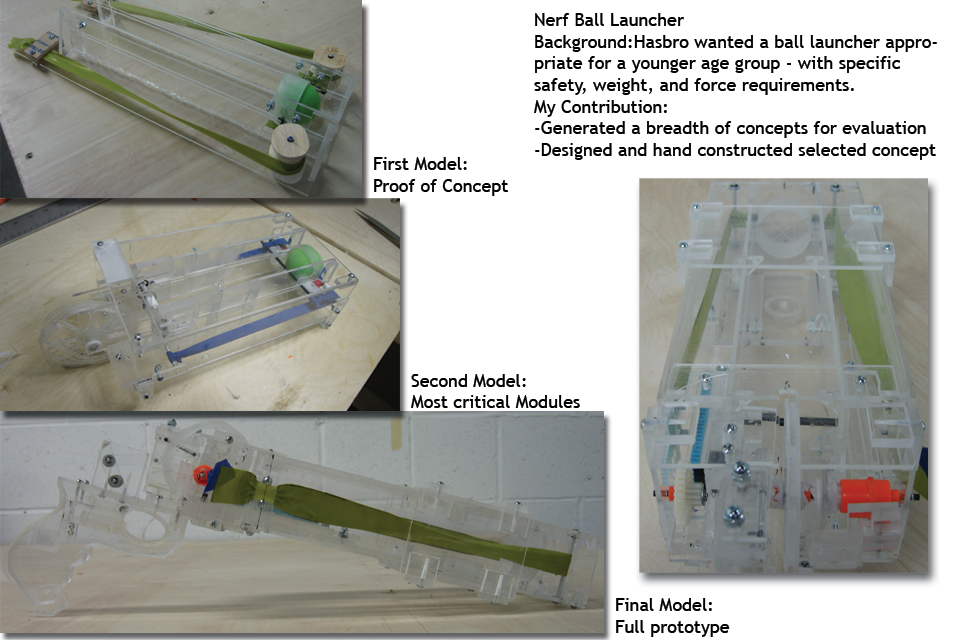 Nerf Ball Launcher
Background:Hasbro wanted a ball launcher appro-
priate for a younger age group - with specific
safety, weight, and force requirements.
My Contribution:
-Generated a breadth of concepts for evaluation
-Designed and hand constructed selected concept
First Model:
Proof of Concept
Second Model:
Most critical Modules
Final Model:
Full prototype